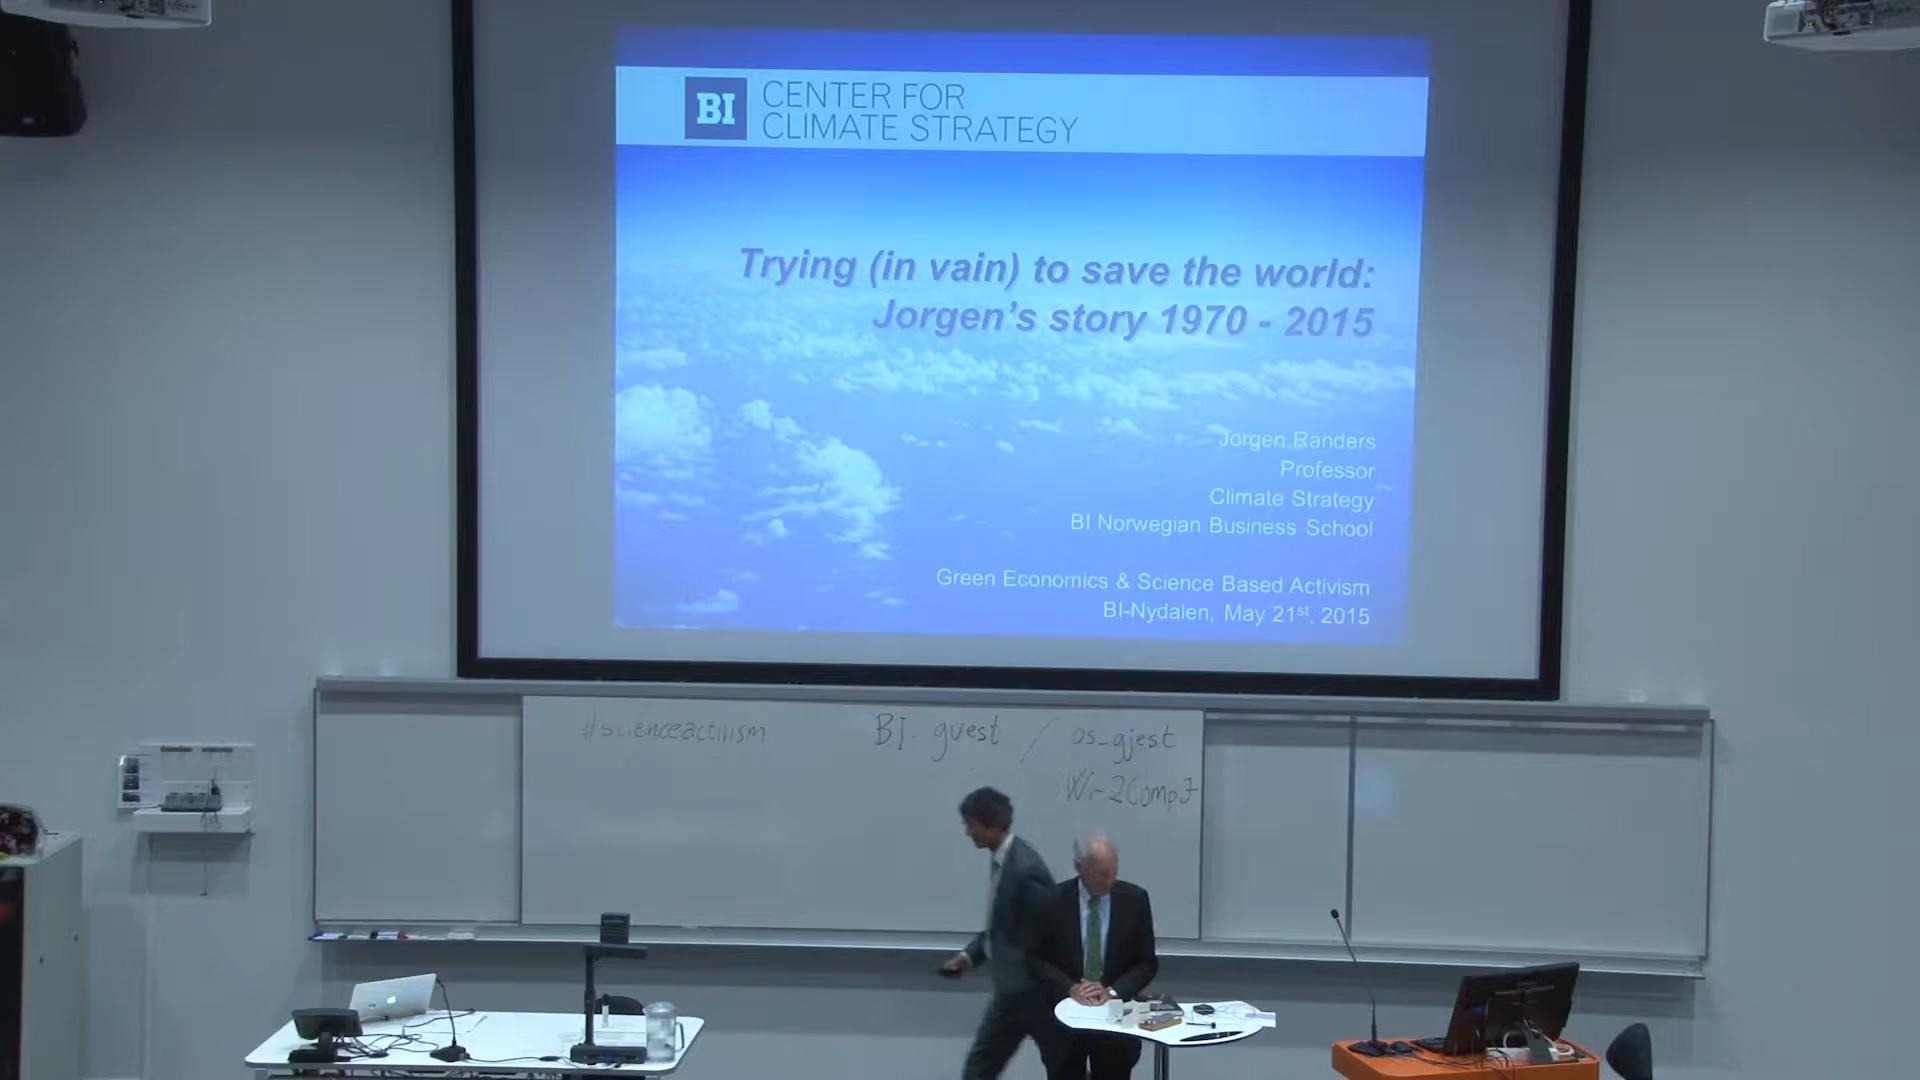 BI CENTER FOR
CLIMATE STRATEGY
Trying (in vain) to save the world:
Jorgen's story 1970 - 2015
Jorgen Randers
Professor
Climate Strategy
BI Norwegian Business School
Green Economics & Science Based Activism
BI-Nydalen, May 21st. 2015
#scienceactivism
BI-guest / os_gjest